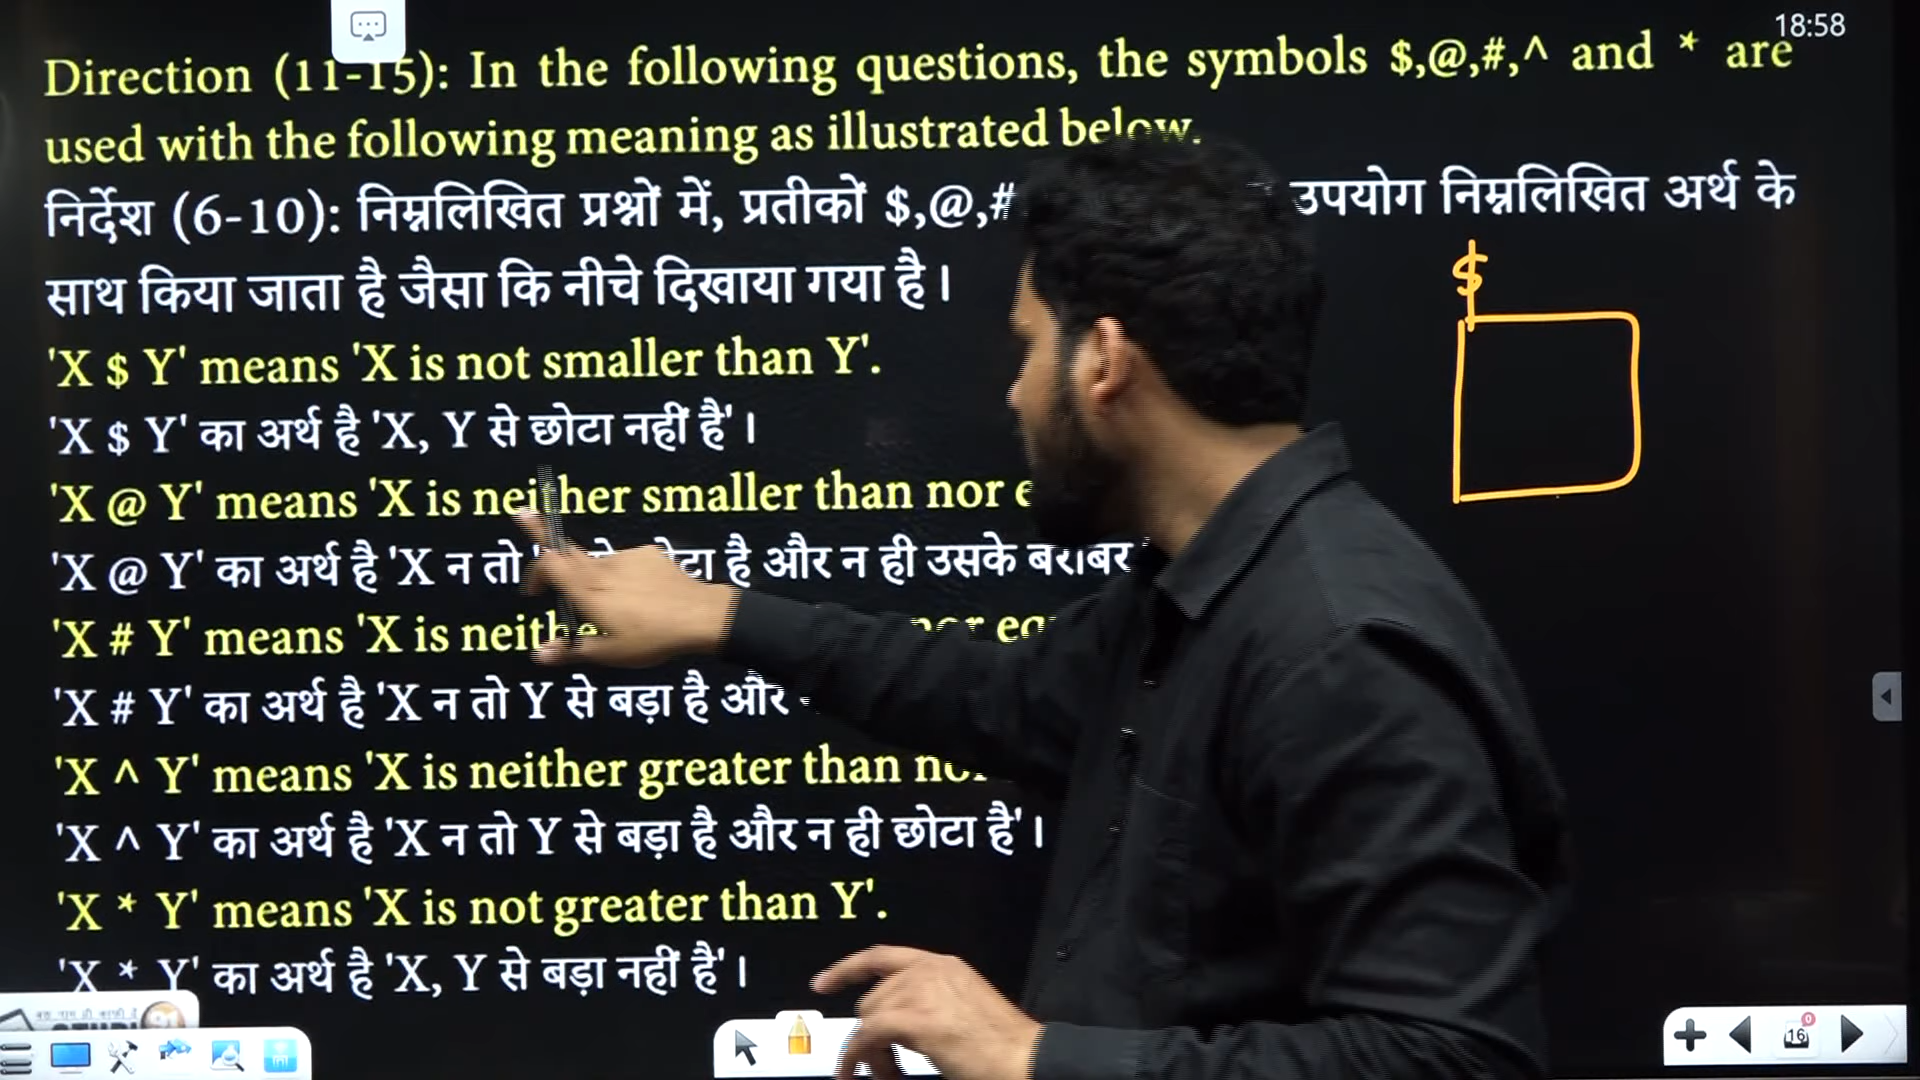 18:58
Direction (11-15): In the following questions, the symbols $,@,#,^ and * are
used with the following meaning as illustrated below.
निर्देश (6-10): निम्नलिखित प्रश्नों में, प्रतीकों $,@,# उपयोग निम्नलिखित अर्थ के
साथ किया जाता है जैसा कि नीचे दिखाया गया है।
$
'X $ Y' means 'X is not smaller than Y'.
'X $ Y' का अर्थ है 'X, Y से छोटा नहीं है'।
'X @ Y' means 'X is neither smaller than nor
'X @ Y' का अर्थ है 'X न तो है और न ही उसके बराबर
'X # Y' means 'X is nor
'X # Y' का अर्थ है 'X न तो Y से बड़ा है और
'X ^ Y' means 'X is neither greater than
'X ^ Y' का अर्थ है 'X न तो Y से बड़ा है और न ही छोटा है'।
'X * Y' means 'X is not greater than Y'.
'X * Y' का अर्थ है 'X, Y से बड़ा नहीं है'।
16
0